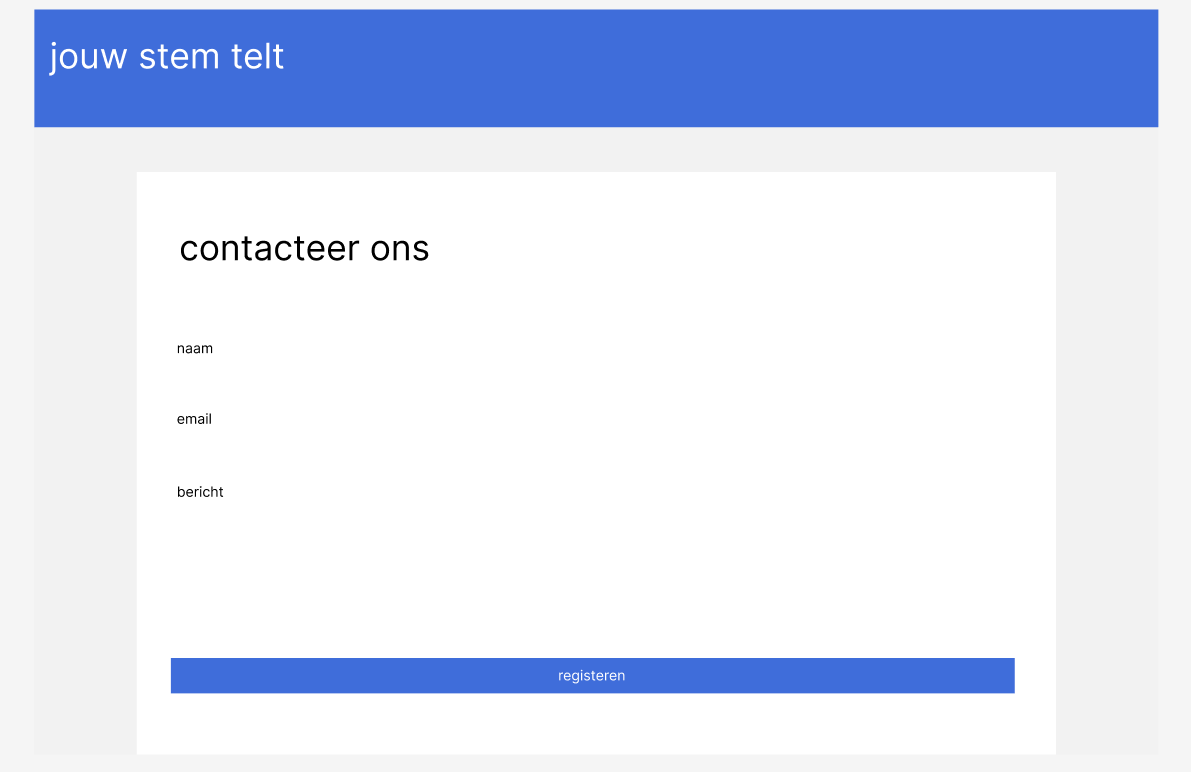 jouw stem telt
contacteer ons
naam
email
bericht
registeren